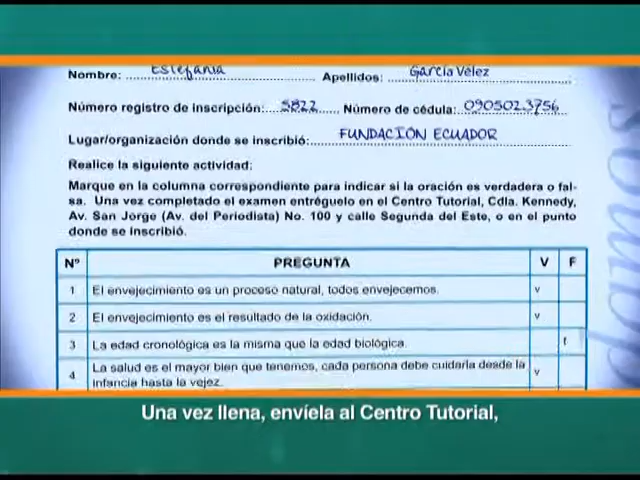 Nombre: Estefanía Apellidos: García Vélez
Número registro de inscripción: 5822 Número de cédula: 0905023756
Lugar/organización donde se inscribió: FUNDACIÓN ECUADOR
Realice la siguiente actividad:
Marque en la columna correspondiente para indicar si la oración es verdadera o fal-
sa. Una vez completado el examen entréguelo en el Centro Tutorial, Cdla. Kennedy,
Av. San Jorge (Av. del Periodista) No. 100 y calle Segunda del Este, o en el punto
donde se inscribió.
Nº PREGUNTA V F
1 El envejecimiento es un proceso natural, todos envejecemos. v
2 El envejecimiento es el resultado de la oxidación. v
3 La edad cronológica es la misma que la edad biológica. f
4 La salud es el mayor bien que tenemos, cada persona debe cuidarla desde la
infancia hasta la vejez. v
Una vez llena, envíela al Centro Tutorial,